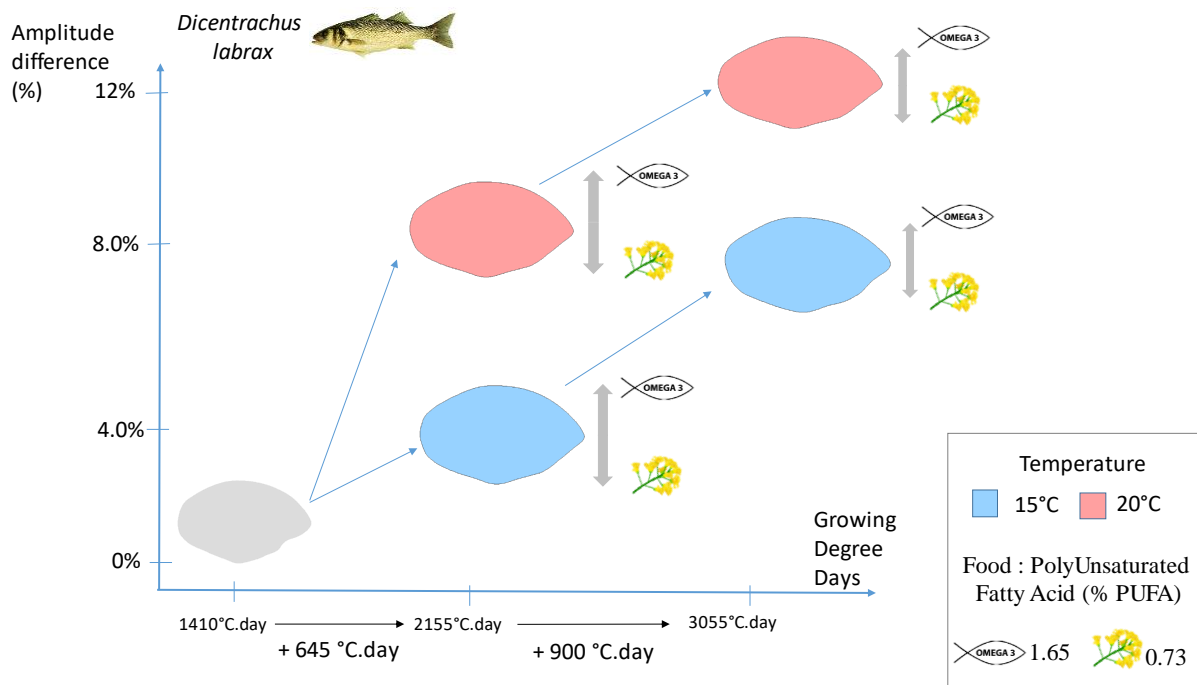 Amplitude
difference
(%)
Dicentrachus
labrax
12%
8.0%
4.0%
0%
OMEGA 3
OMEGA 3
OMEGA 3
OMEGA 3
Growing
Degree
Days
1410°C.day
2155°C.day
3055°C.day
+ 645 °C.day
+ 900 °C.day
Temperature
15°C
20°C
Food : PolyUnsaturated
Fatty Acid (% PUFA)
OMEGA 3 1.65
0.73